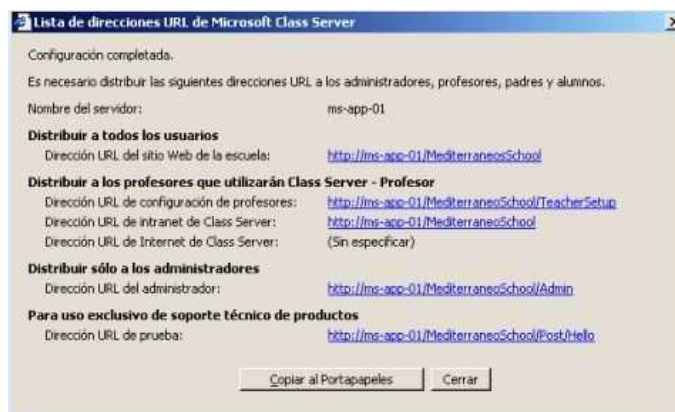 Lista de direcciones URL de Microsoft Class Server
Configuración completada.
Es necesario distribuir las siguientes direcciones URL a los administradores, profesores, padres y alumnos.
Nombre del servidor: ms-app-01
Distribuir a todos los usuarios
Dirección URL del sitio Web de la escuela: http://ms-app-01/MediterraneosSchool
Distribuir a los profesores que utilizarán Class Server - Profesor
Dirección URL de configuración de profesores: http://ms-app-01/MediterraneoSchool/TeacherSetup
Dirección URL de intranet de Class Server: http://ms-app-01/MediterraneoSchool
Dirección URL de Internet de Class Server: (Sin especificar)
Distribuir sólo a los administradores
Dirección URL del administrador: http://ms-app-01/MediterraneoSchool/Admin
Para uso exclusivo de soporte técnico de productos
Dirección URL de prueba: http://ms-app-01/MediterraneoSchool/Post/Hello
Copiar al Portapapeles Cerrar